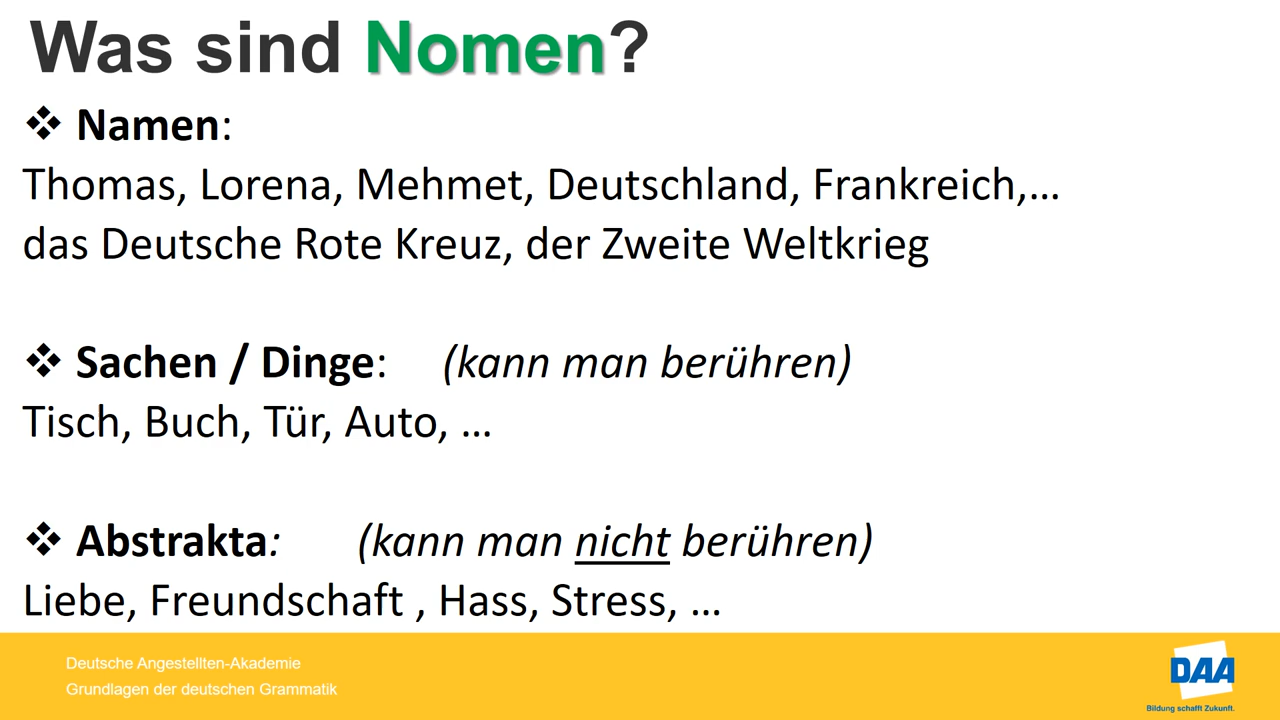 Was sind Nomen?
❖ Namen:
Thomas, Lorena, Mehmet, Deutschland, Frankreich,…
das Deutsche Rote Kreuz, der Zweite Weltkrieg
❖ Sachen / Dinge: (kann man berühren)
Tisch, Buch, Tür, Auto, …
❖ Abstrakta: (kann man nicht berühren)
Liebe, Freundschaft , Hass, Stress, …
Deutsche Angestellten-Akademie
Grundlagen der deutschen Grammatik
DAA
Bildung schafft Zukunft.